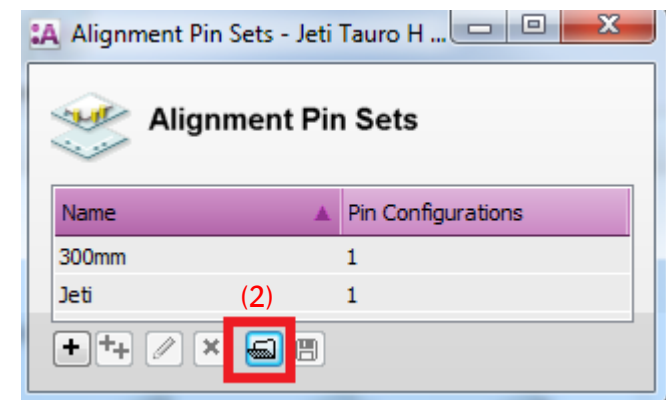 :A Alignment Pin Sets - Jeti Tauro H ...
Alignment Pin Sets
Name Pin Configurations
300mm 1
Jeti 1
(2)